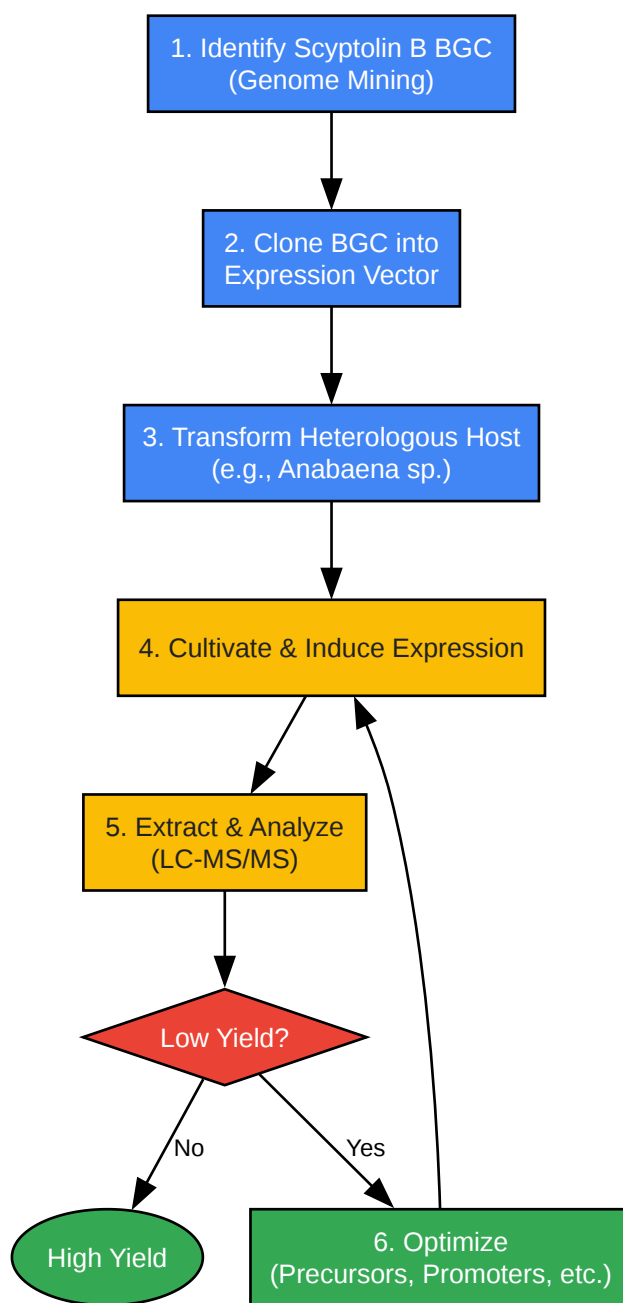 1. Identify Scyptolin B BGC
(Genome Mining)
2. Clone BGC into
Expression Vector
3. Transform Heterologous Host
(e.g., Anabaena sp.)
4. Cultivate & Induce Expression
5. Extract & Analyze
(LC-MS/MS)
Low Yield?
No
Yes
High Yield
6. Optimize
(Precursors, Promoters, etc.)